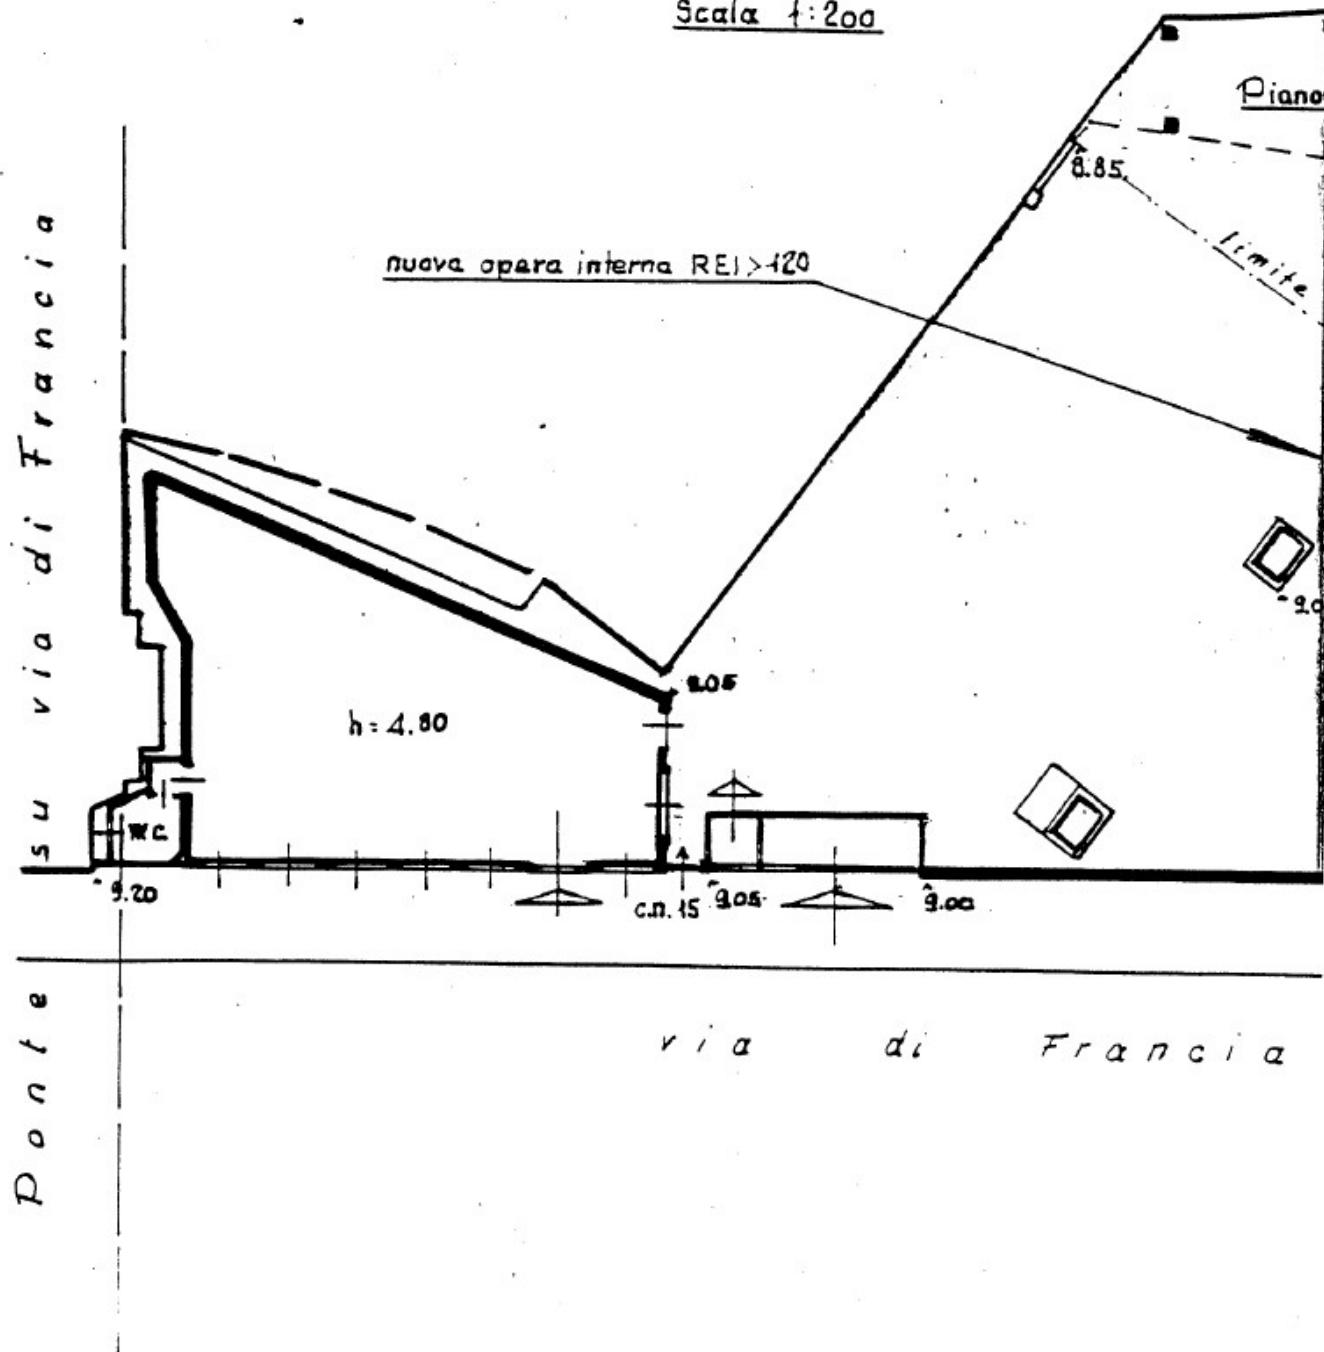 Scala 1:200
Piano
8.85
limite
nuova opera interna REI>120
su via di Francia
9.05
h=4.80
W.C.
9.20
c.n. 15
9.05
9.00
via di Francia
Ponte